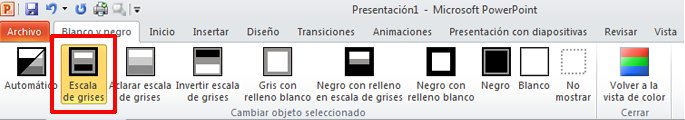 Presentación1 - Microsoft PowerPoint
Archivo Blanco y negro Inicio Insertar Diseño Transiciones Animaciones Presentación con diapositivas Revisar Vista
Automático Escala de grises Aclarar escala de grises Invertir escala de grises Gris con relleno blanco Negro con relleno en escala de grises Negro con relleno blanco Negro Blanco No mostrar Volver a la vista de color
Cambiar objeto seleccionado Cerrar